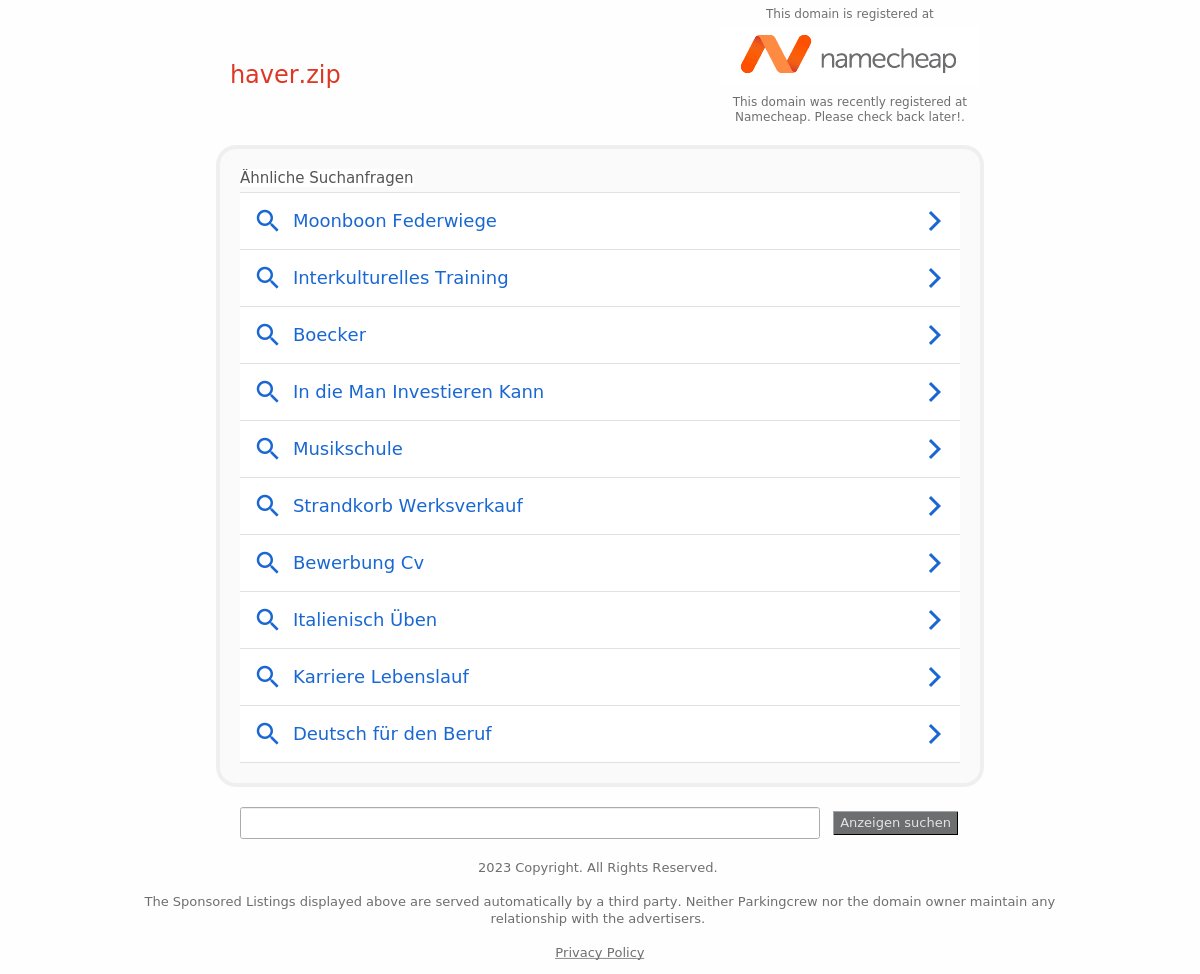 This domain is registered at
namecheap
haver.zip
This domain was recently registered at
Namecheap. Please check back later!.
Ähnliche Suchanfragen
Moonboon Federwiege
Interkulturelles Training
Boecker
In die Man Investieren Kann
Musikschule
Strandkorb Werksverkauf
Bewerbung Cv
Italienisch Üben
Karriere Lebenslauf
Deutsch für den Beruf
Anzeigen suchen
2023 Copyright. All Rights Reserved.
The Sponsored Listings displayed above are served automatically by a third party. Neither Parkingcrew nor the domain owner maintain any
relationship with the advertisers.
Privacy Policy